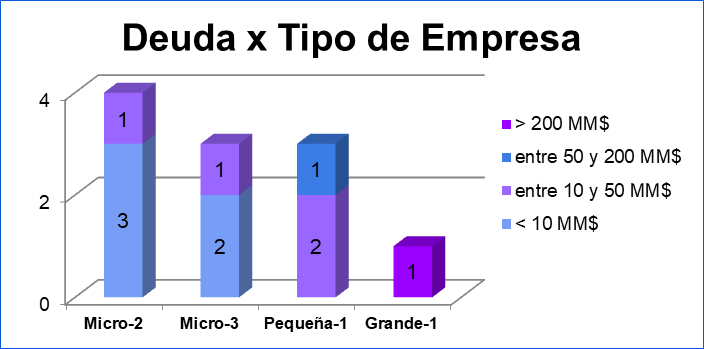 Deuda x Tipo de Empresa
4
2
0
1
3
1
2
1
2
1
Micro-2
Micro-3
Pequeña-1
Grande-1
> 200 MM$
entre 50 y 200 MM$
entre 10 y 50 MM$
< 10 MM$